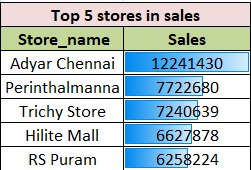 Top 5 stores in sales
Store_name Sales
Adyar Chennai 12241430
Perinthalmanna 7722680
Trichy Store 7240639
Hilite Mall 6627878
RS Puram 6258224